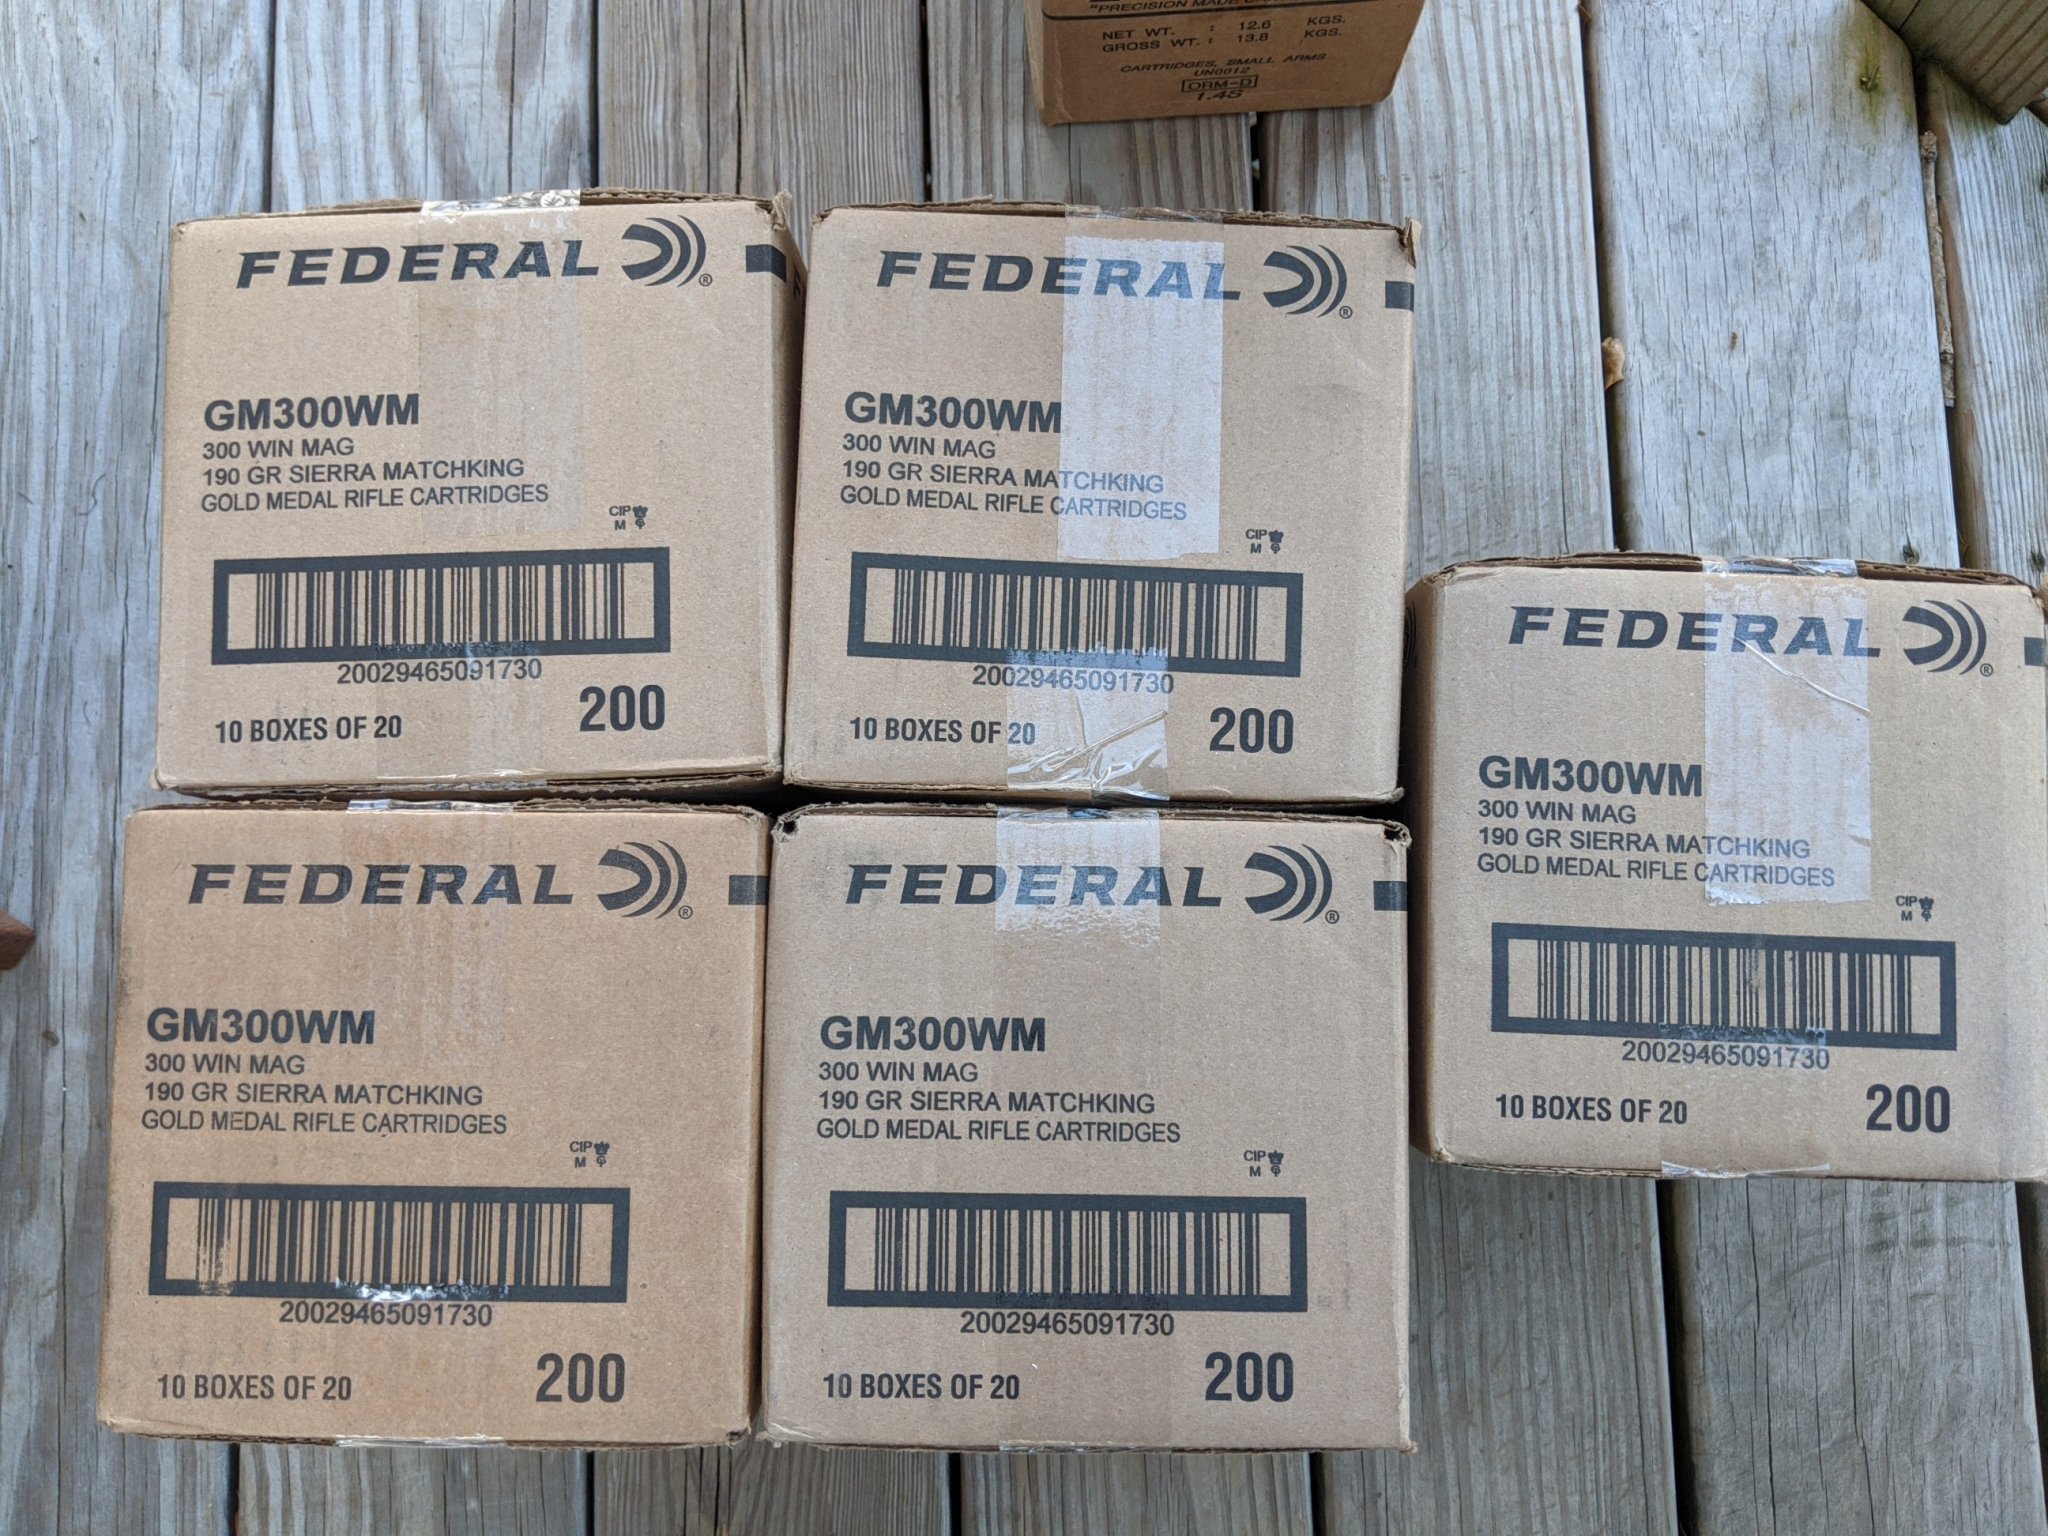 "PRECISION MADE
NET WT. : 12.6 KGS.
GROSS WT. : 13.8 KGS.
CARTRIDGES, SMALL ARMS
UN0012
ORM-D
1.4S
FEDERAL ®
GM300WM
300 WIN MAG
190 GR SIERRA MATCHKING
GOLD MEDAL RIFLE CARTRIDGES
CIP
M
20029465091730
10 BOXES OF 20 200
FEDERAL ®
GM300WM
300 WIN MAG
190 GR SIERRA MATCHKING
GOLD MEDAL RIFLE CARTRIDGES
CIP
M
20029465091730
10 BOXES OF 20 200
FEDERAL ®
GM300WM
300 WIN MAG
190 GR SIERRA MATCHKING
GOLD MEDAL RIFLE CARTRIDGES
CIP
M
20029465091730
10 BOXES OF 20 200
FEDERAL ®
GM300WM
300 WIN MAG
190 GR SIERRA MATCHKING
GOLD MEDAL RIFLE CARTRIDGES
CIP
M
20029465091730
10 BOXES OF 20 200
FEDERAL ®
GM300WM
300 WIN MAG
190 GR SIERRA MATCHKING
GOLD MEDAL RIFLE CARTRIDGES
CIP
M
20029465091730
10 BOXES OF 20 200